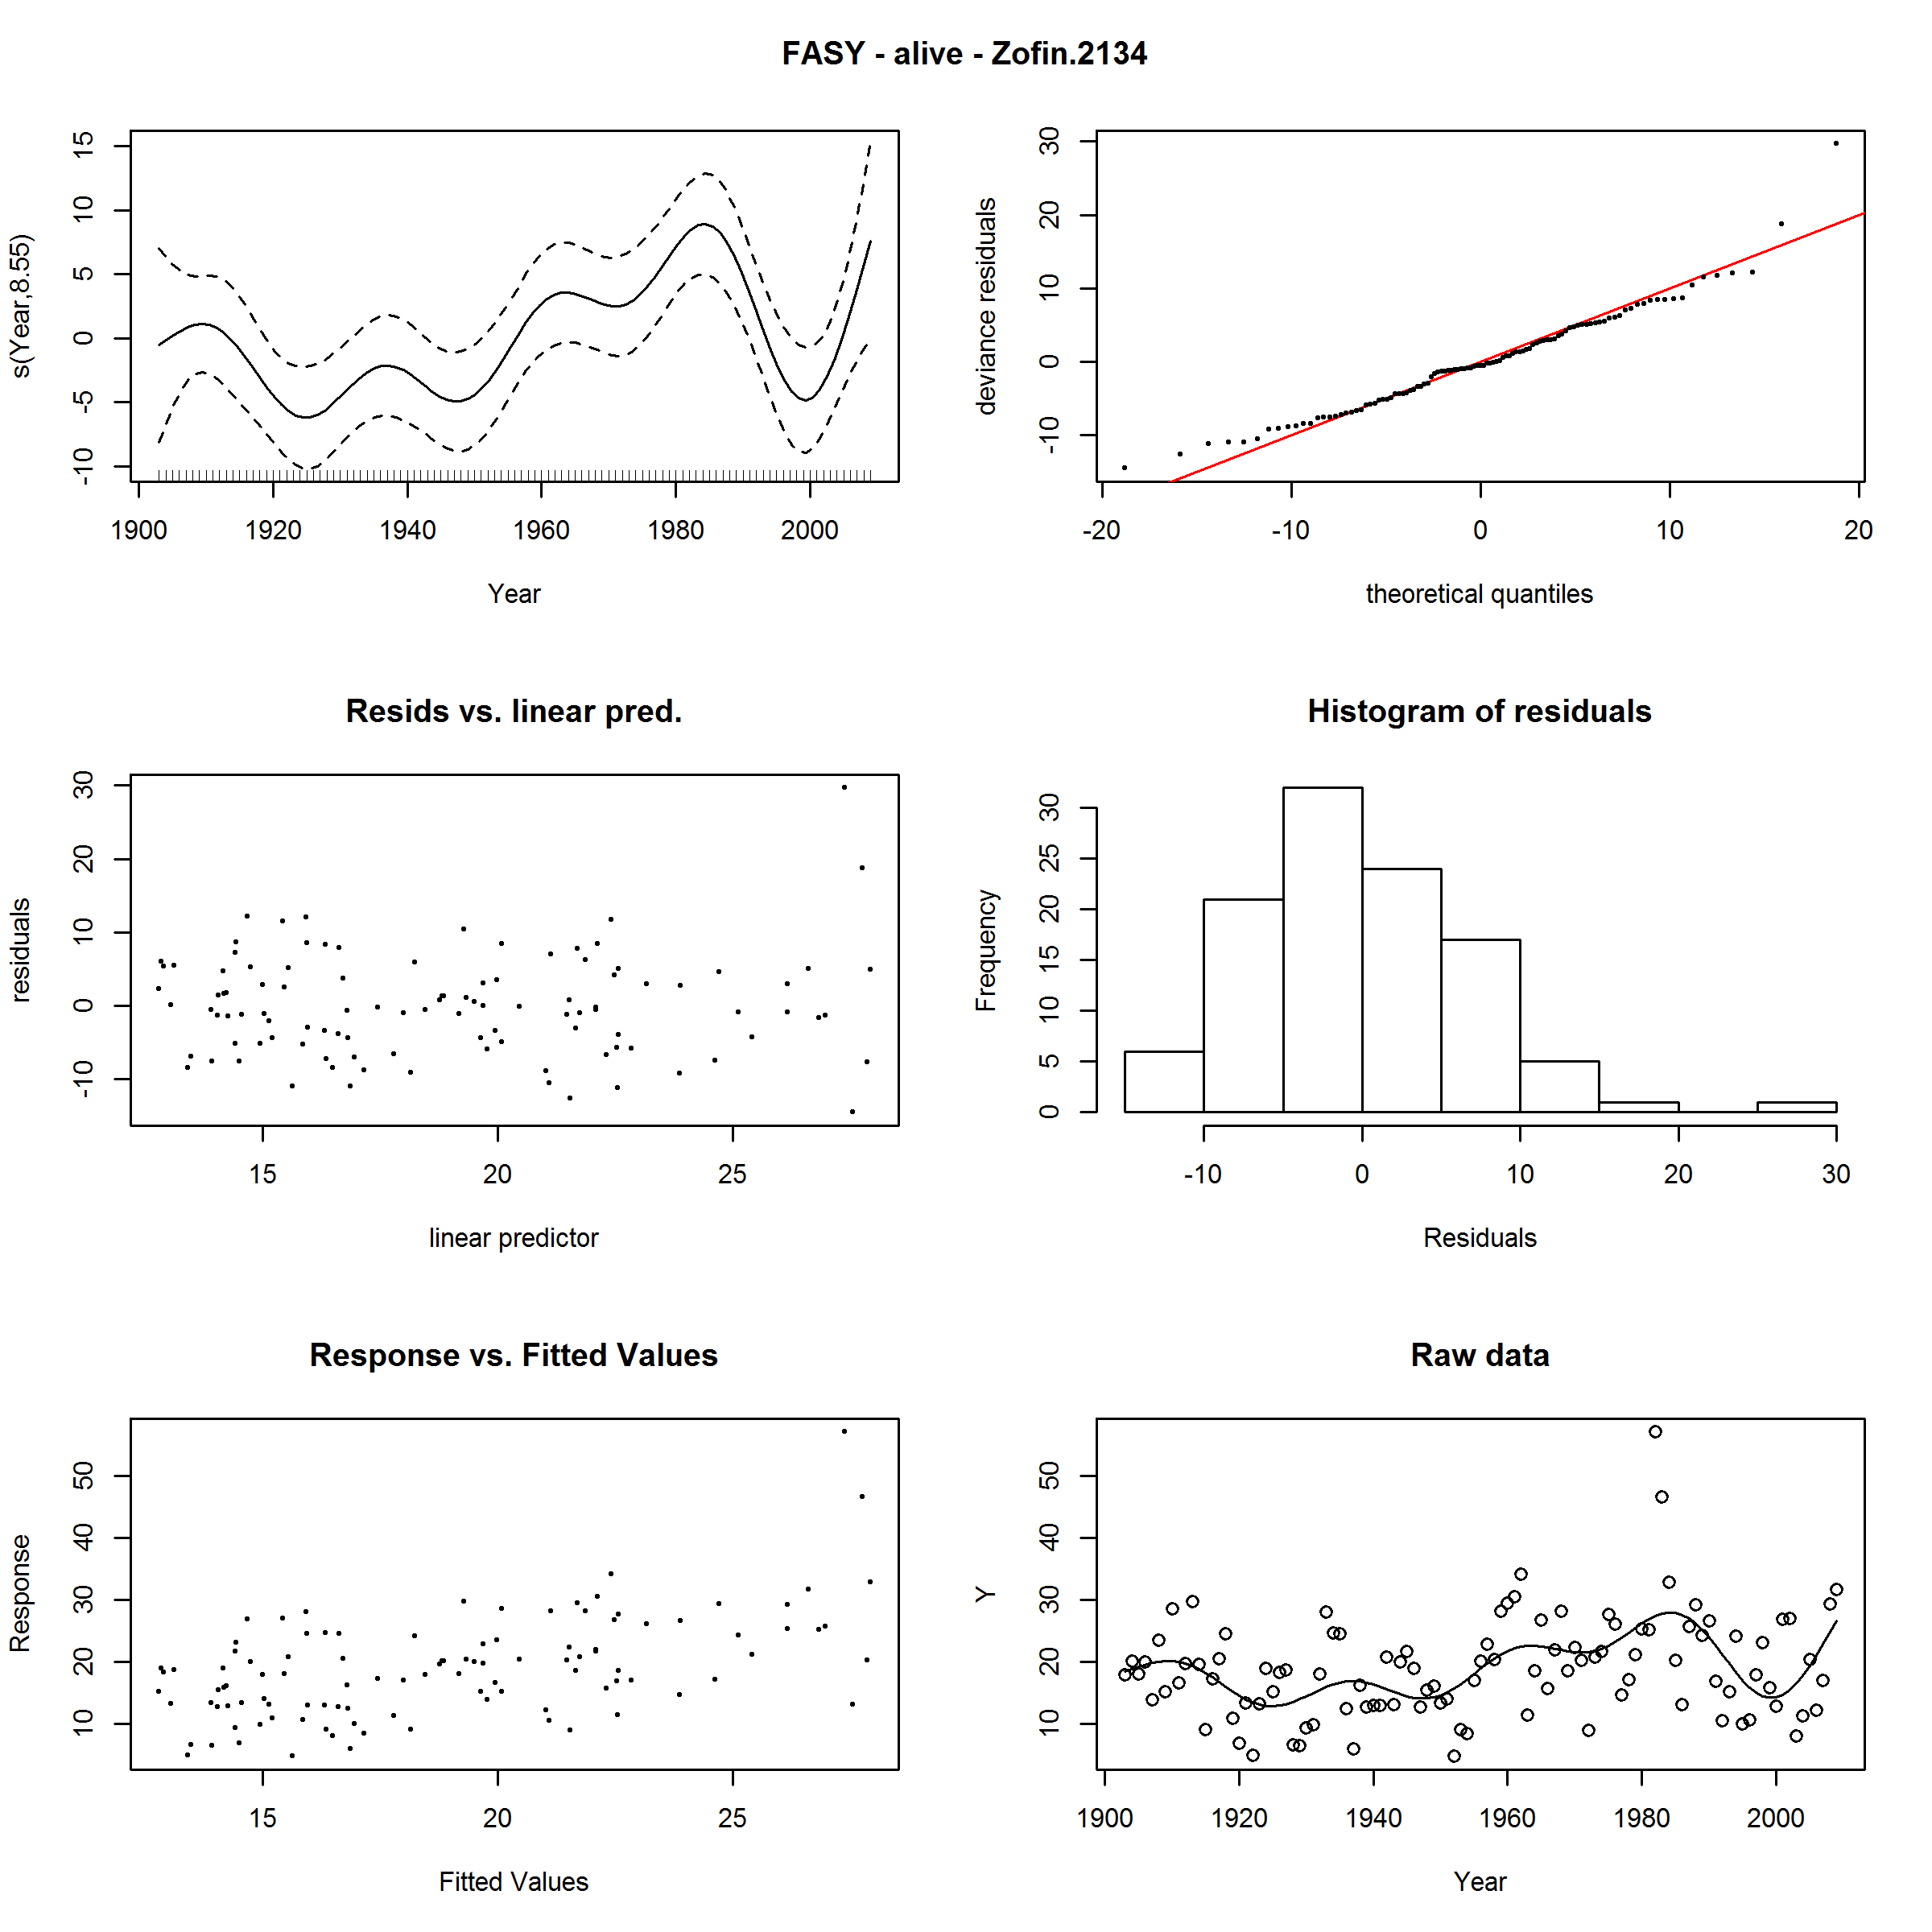 FASY - alive - Zofin.2134
s(Year,8.55)
-10 -5 0 5 10 15
1900 1920 1940 1960 1980 2000
Year
deviance residuals
-10 0 10 20 30
-20 -10 0 10 20
theoretical quantiles
Resids vs. linear pred.
residuals
-10 0 10 20 30
15 20 25
linear predictor
Histogram of residuals
Frequency
0 5 10 15 20 25 30
-10 0 10 20 30
Residuals
Response vs. Fitted Values
Response
10 20 30 40 50
15 20 25
Fitted Values
Raw data
Y
10 20 30 40 50
1900 1920 1940 1960 1980 2000
Year